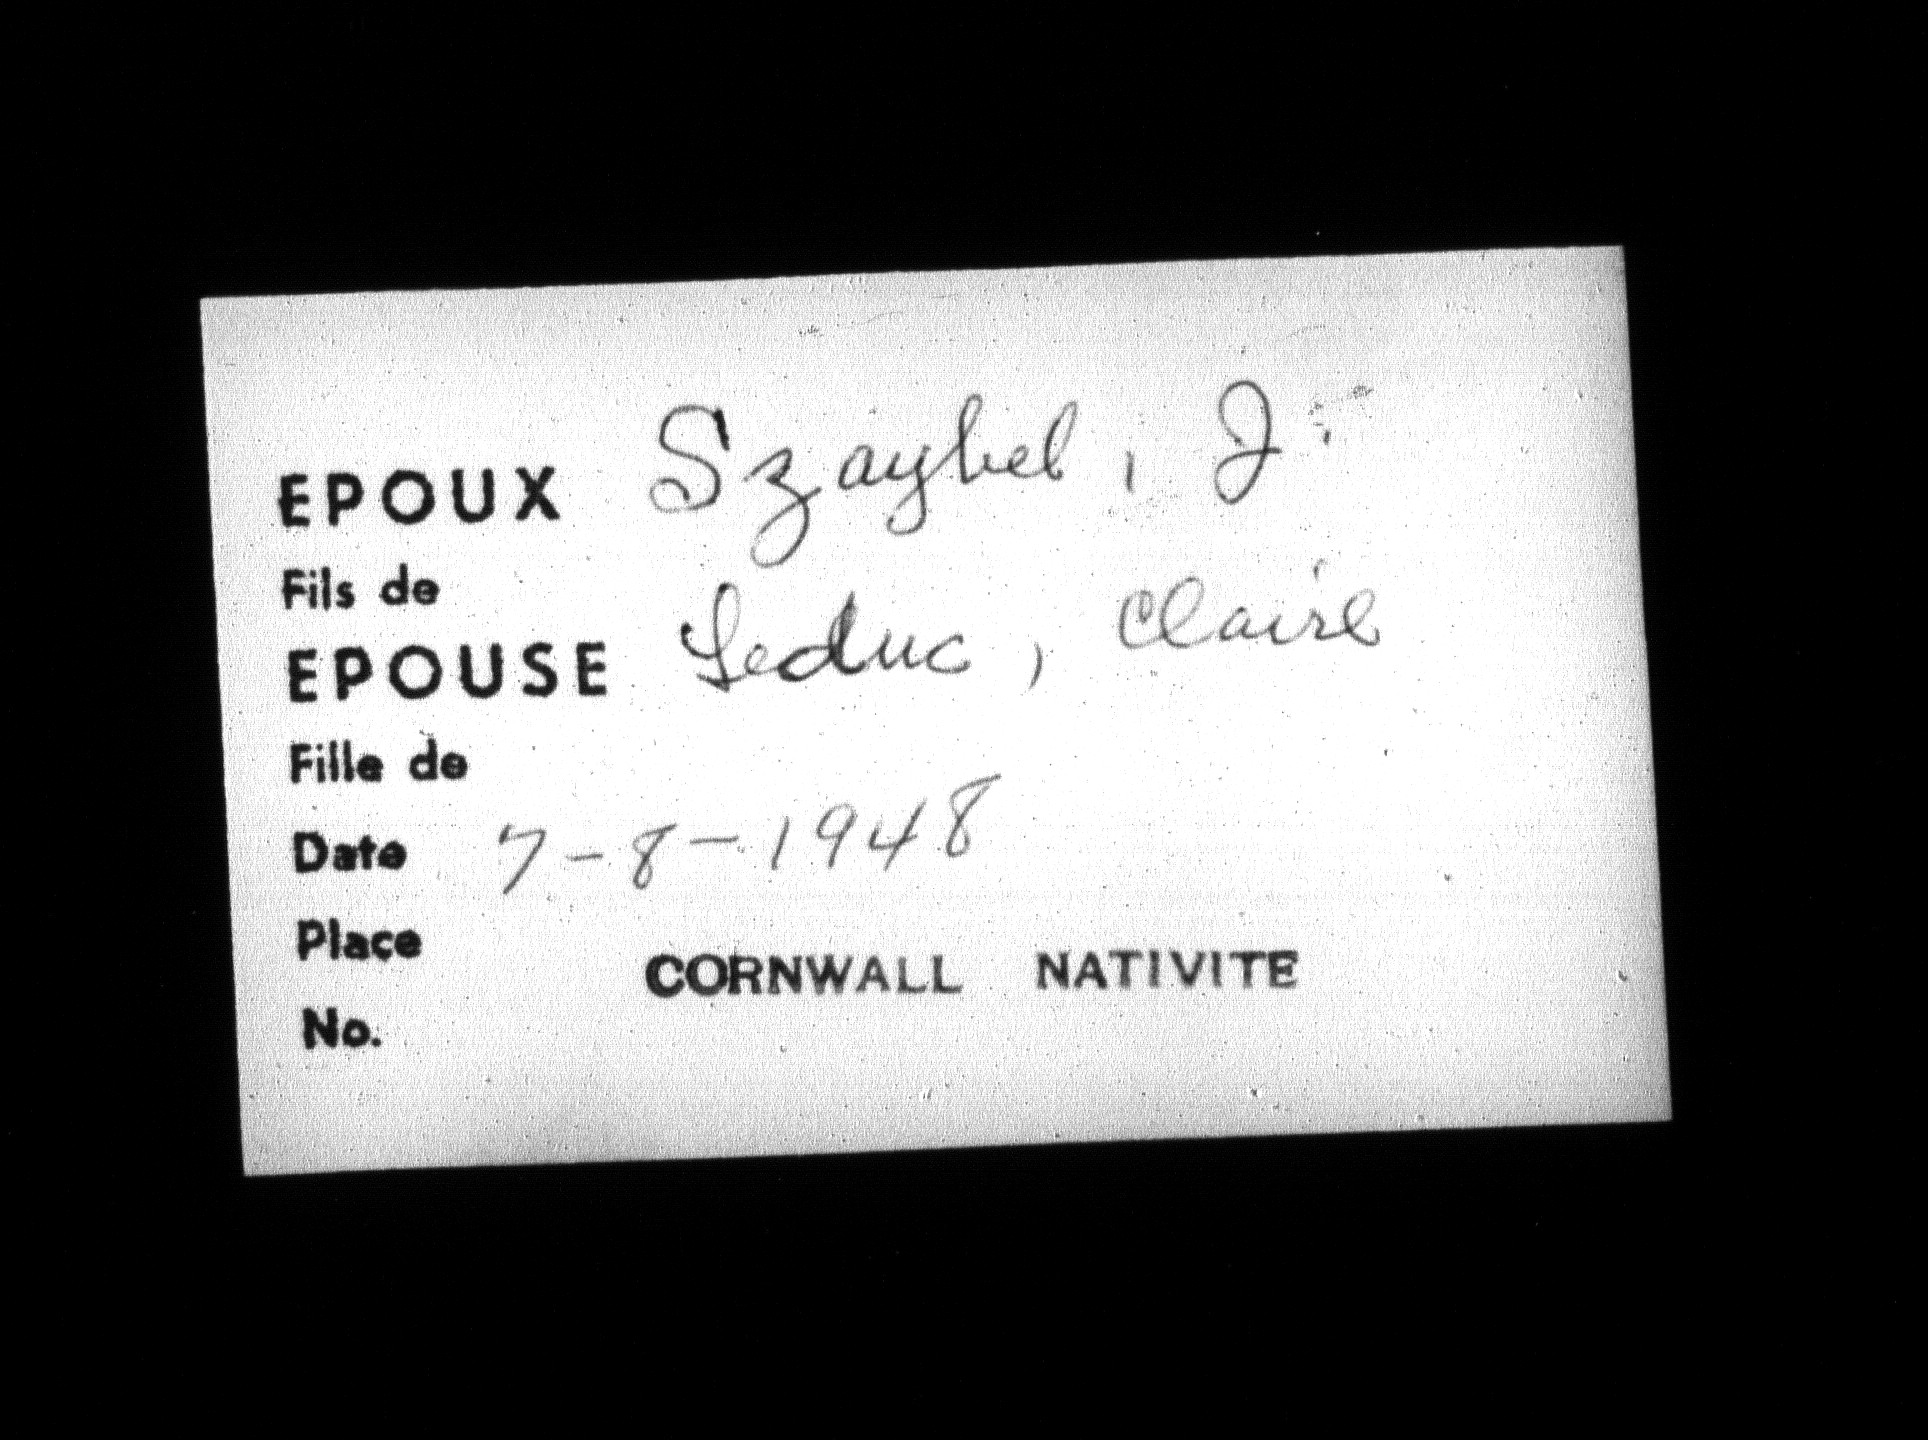 EPOUX Szaybel, J.
Fils de
EPOUSE Leduc, Claire
Fille de
Date 7-8-1948
Place
CORNWALL NATIVITE
No.